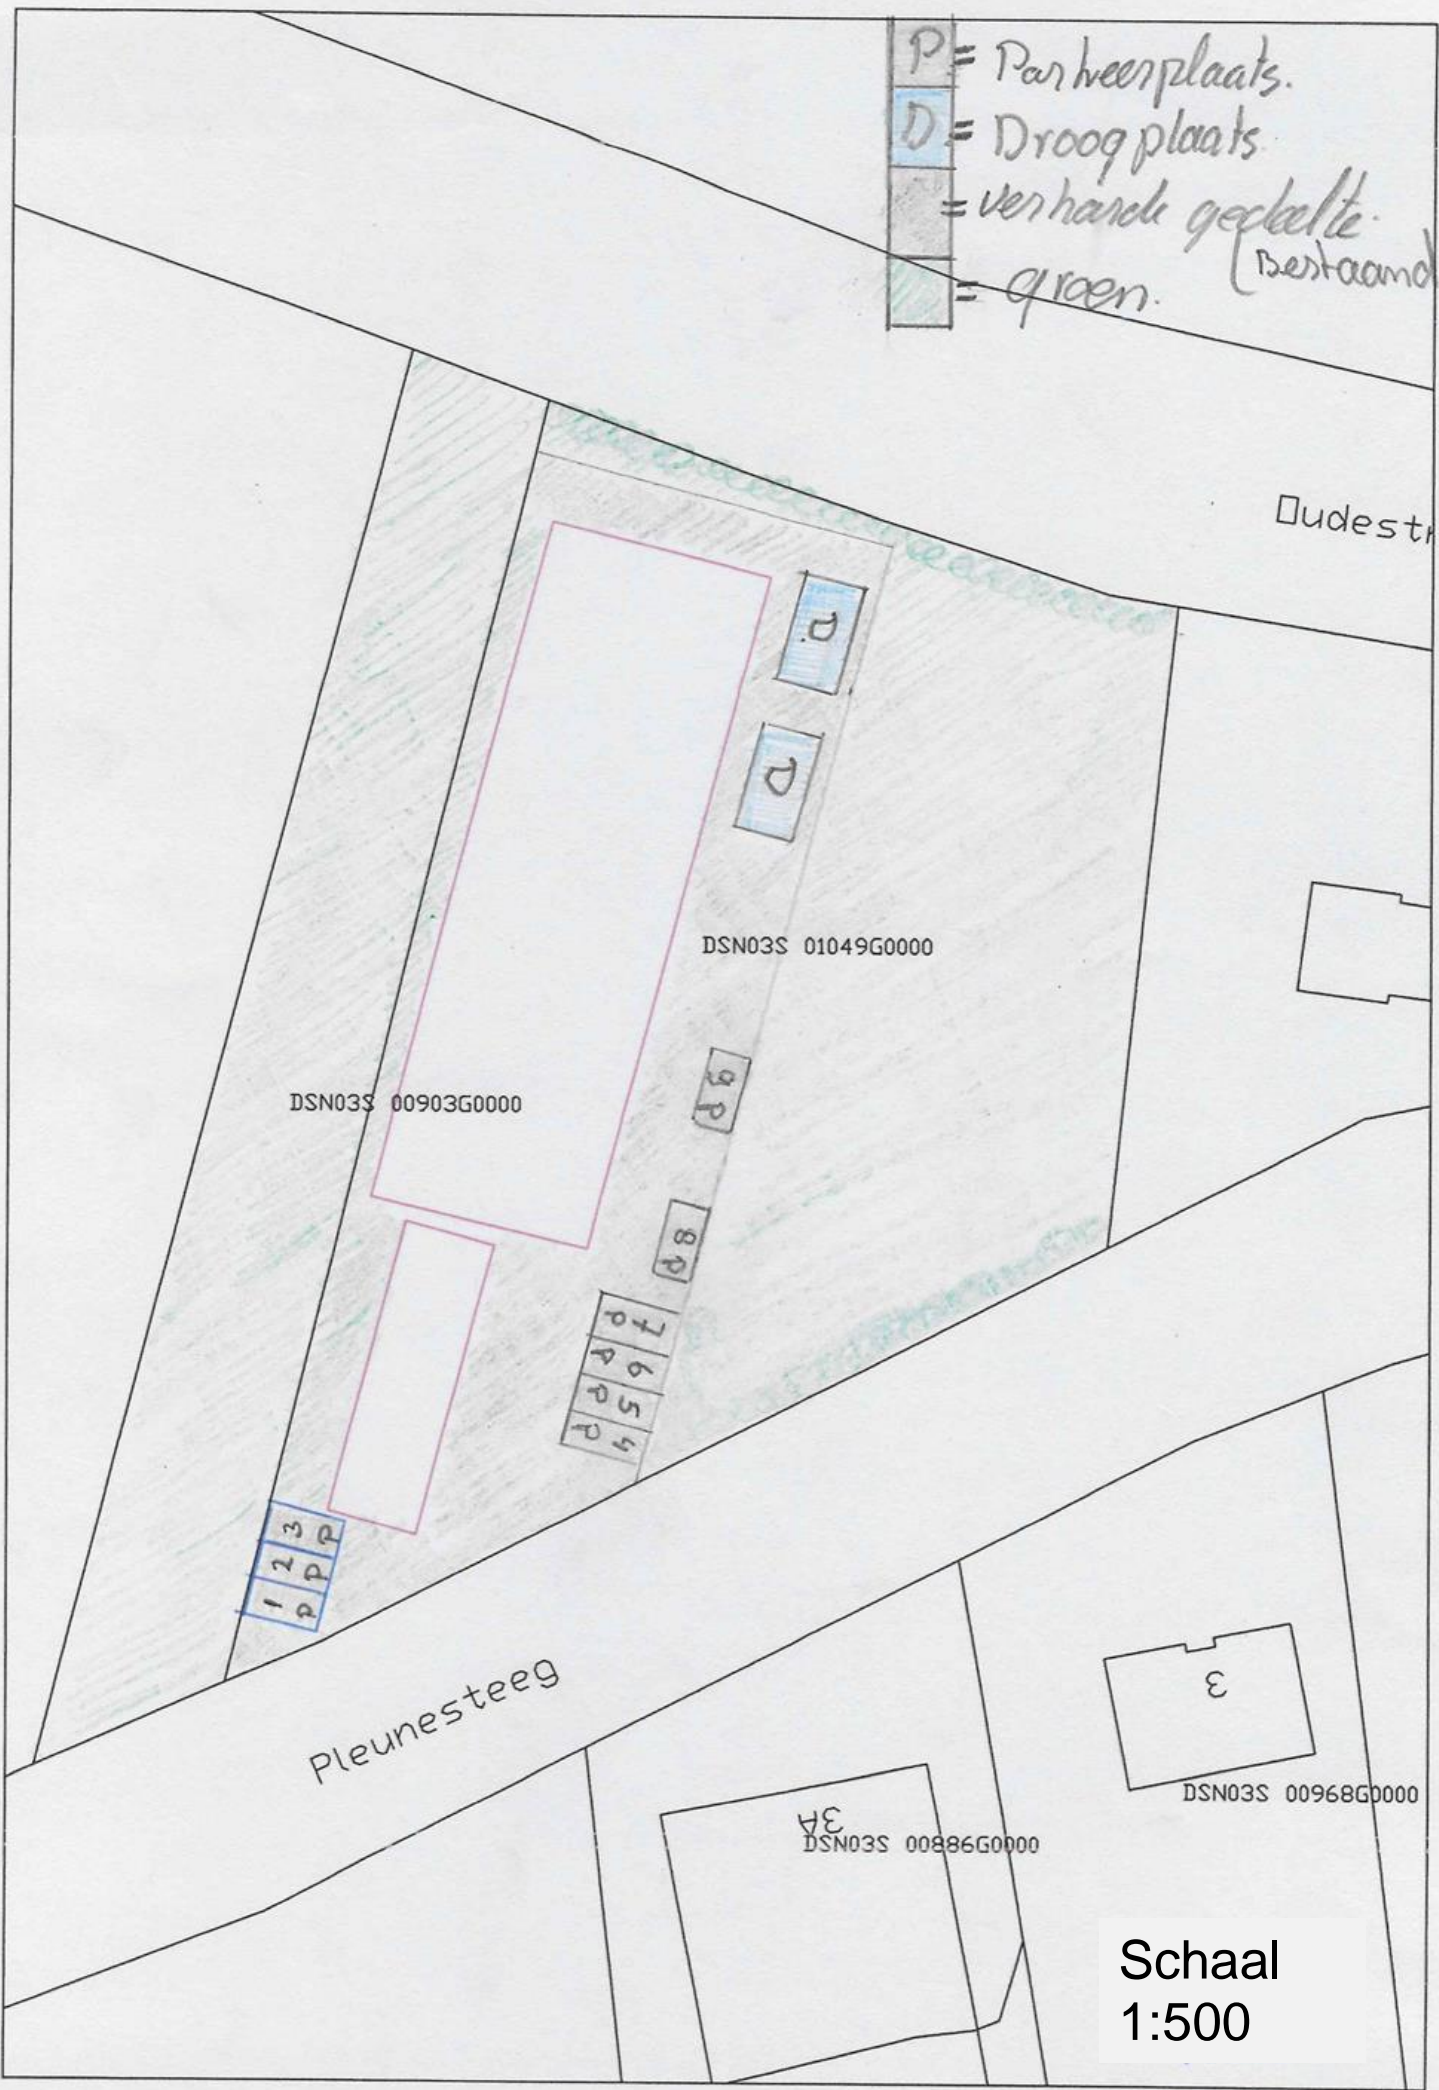 P = Parkeerplaats.
D = Droogplaats
= verharde gedeelte.
(Bestaand
= groen.
Oudestr
D.
D
DSN03S 01049G0000
9 P
DSN03S 00903G0000
8 P
7 P
6 P
5 P
4 P
3 P
2 P
1 P
Pleunesteeg
3
DSN03S 00968G0000
3A
DSN03S 00886G0000
Schaal
1:500